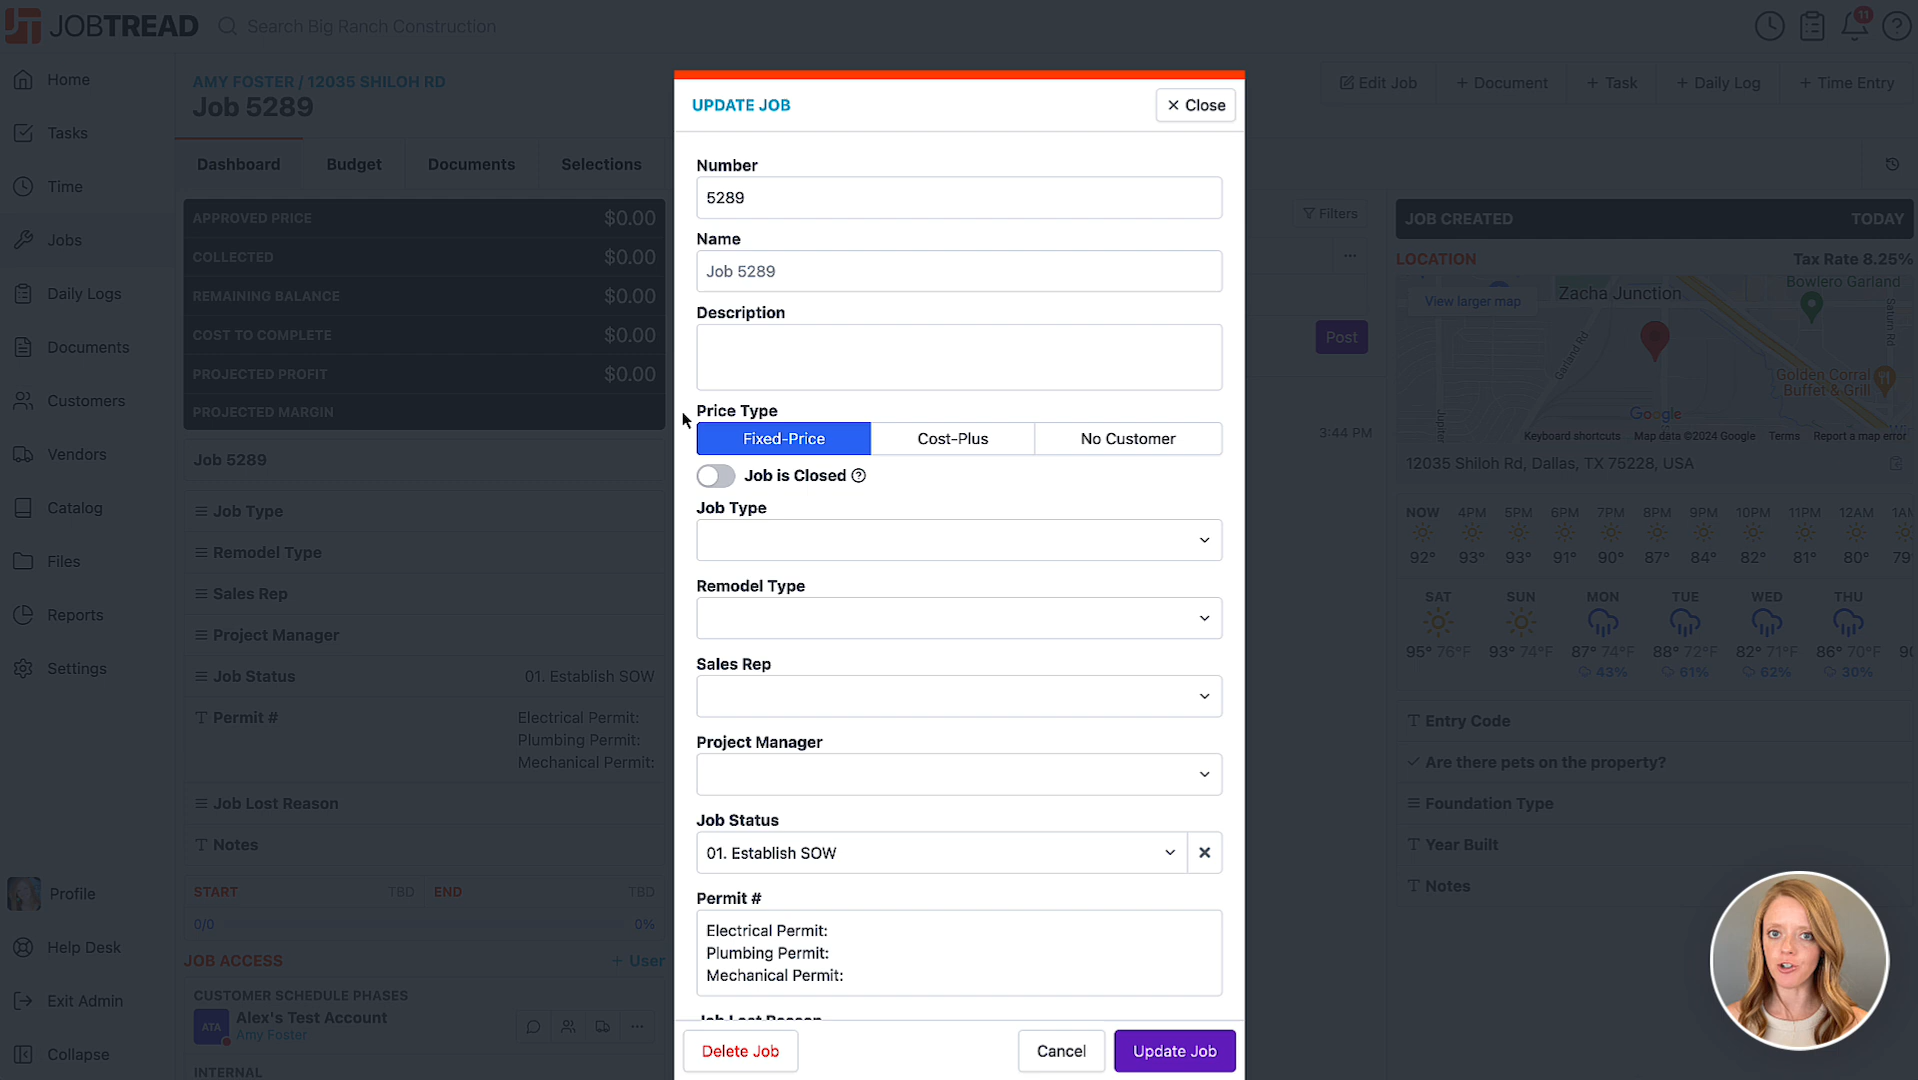 JOBTREAD
Search Big Ranch Construction
11
Home
Tasks
Time
Jobs
Daily Logs
Documents
Customers
Vendors
Catalog
Files
Reports
Settings
Profile
Help Desk
Exit Admin
Collapse
AMY FOSTER / 12035 SHILOH RD
Job 5289
Edit Job
+ Document
+ Task
+ Daily Log
+ Time Entry
Dashboard
Budget
Documents
Selections
APPROVED PRICE $0.00
COLLECTED $0.00
REMAINING BALANCE $0.00
COST TO COMPLETE $0.00
PROJECTED PROFIT $0.00
PROJECTED MARGIN
Job 5289
Job Type
Remodel Type
Sales Rep
Project Manager
Job Status 01. Establish SOW
Permit # Electrical Permit:
Plumbing Permit:
Mechanical Permit:
Job Lost Reason
Notes
START TBD END TBD
0/0 0%
JOB ACCESS + User
CUSTOMER SCHEDULE PHASES
ATA
Alex's Test Account
Amy Foster
INTERNAL
UPDATE JOB
× Close
Number
5289
Name
Job 5289
Description
Price Type
Fixed-Price Cost-Plus No Customer
Job is Closed
Job Type
Remodel Type
Sales Rep
Project Manager
Job Status
01. Establish SOW
Permit #
Electrical Permit:
Plumbing Permit:
Mechanical Permit:
Job Lost Reason
Delete Job
Cancel
Update Job
Filters
Post
3:44 PM
JOB CREATED TODAY
LOCATION Tax Rate 8.25%
View larger map
Zacha Junction
Bowlero Garland
Garland Rd
Saturn Rd
Jupiter
Golden Corral
Buffet & Grill
Google
Keyboard shortcuts Map data ©2024 Google Terms Report a map error
12035 Shiloh Rd, Dallas, TX 75228, USA
NOW 4PM 5PM 6PM 7PM 8PM 9PM 10PM 11PM 12AM 1A
92° 93° 93° 91° 90° 87° 84° 82° 81° 80° 79
SAT SUN MON TUE WED THU
95° 76°F 93° 74°F 87° 74°F 88° 72°F 82° 71°F 86° 70°F 90
43% 61% 62% 30%
Entry Code
Are there pets on the property?
Foundation Type
Year Built
Notes